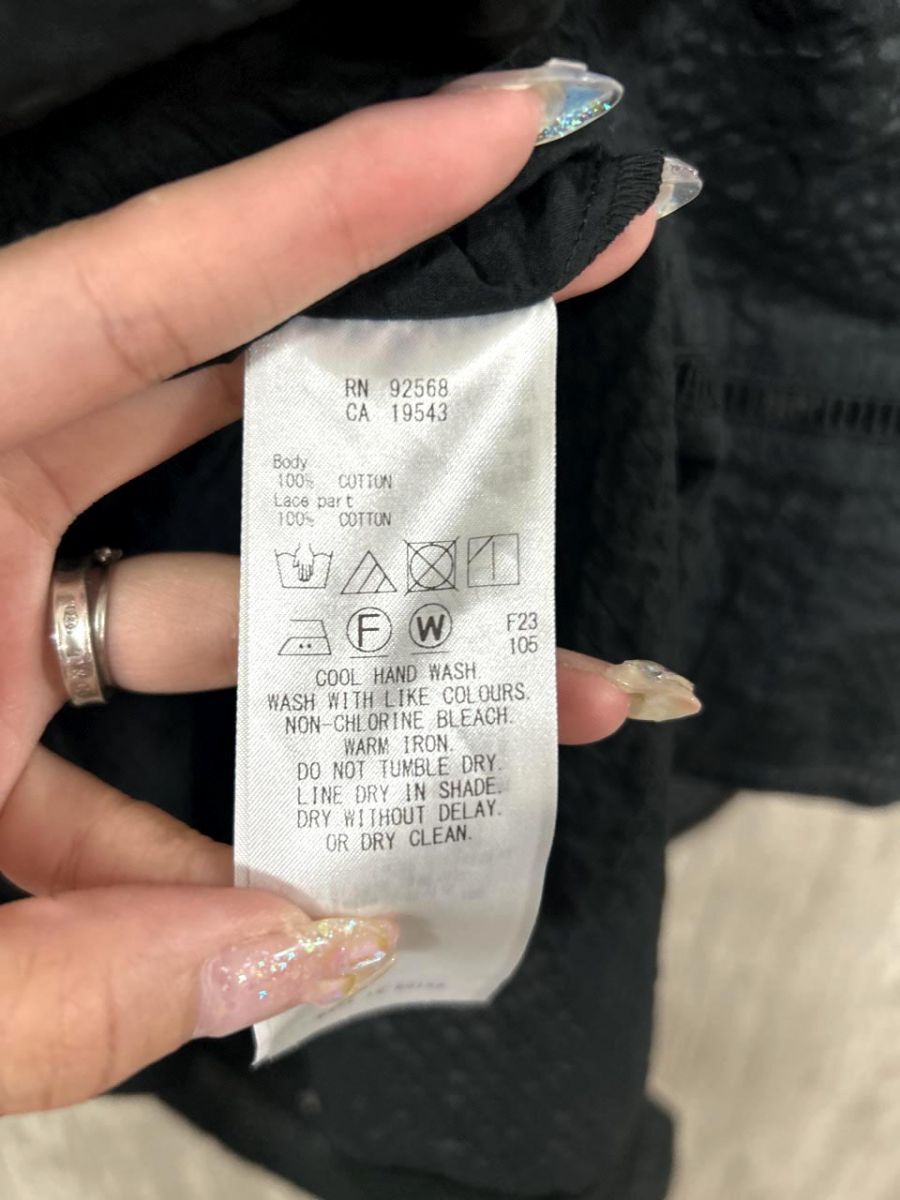 RN 92568
CA 19543
Body
100% COTTON
Lace part
100% COTTON
F W
F23
105
COOL HAND WASH
WASH WITH LIKE COLOURS.
NON-CHLORINE BLEACH.
WARM IRON.
DO NOT TUMBLE DRY.
LINE DRY IN SHADE.
DRY WITHOUT DELAY.
OR DRY CLEAN.